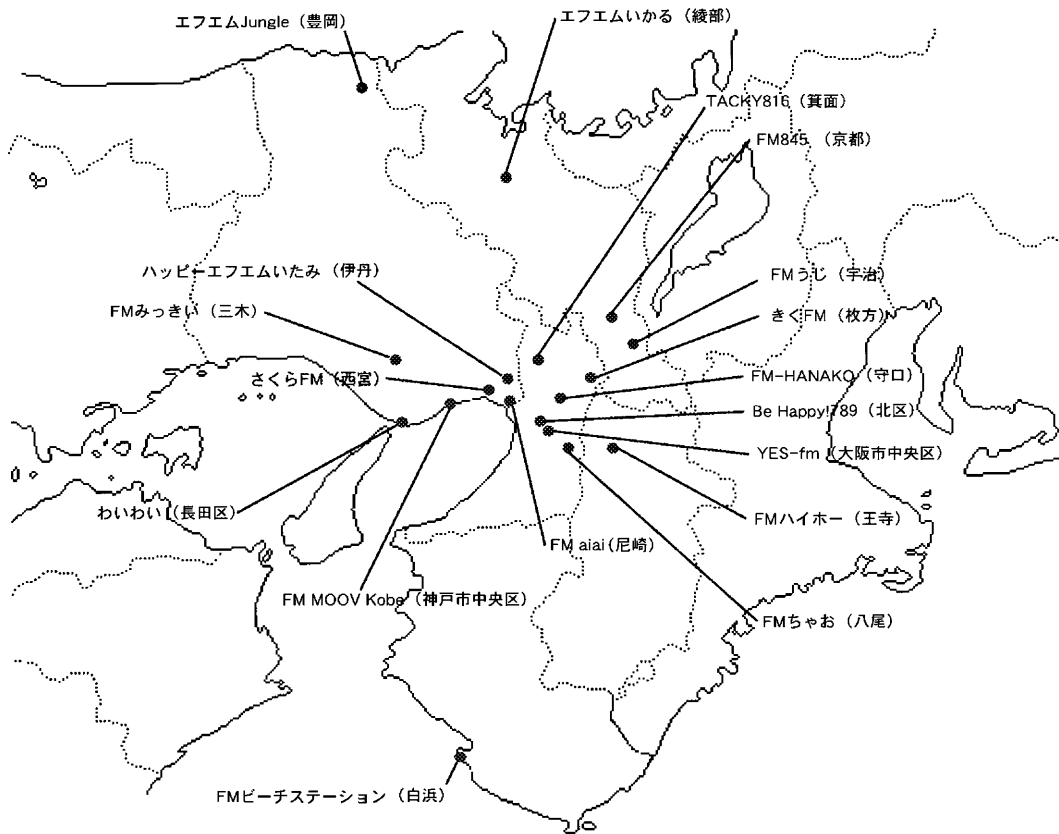 エフエムJungle（豊岡）
エフエムいかる（綾部）
TACKY816（箕面）
FM845 （京都）
ハッピーエフエムいたみ（伊丹）
FMうじ（宇治）
FMみっきい（三木）
きくFM（枚方）
さくらFM（西宮）
FM-HANAKO（守口）
Be Happy!789（北区）
YES-fm（大阪市中央区）
わいわい（長田区）
FMハイホー（王寺）
FM aiai（尼崎）
FM MOOV Kobe（神戸市中央区）
FMちゃお（八尾）
FMビーチステーション（白浜）